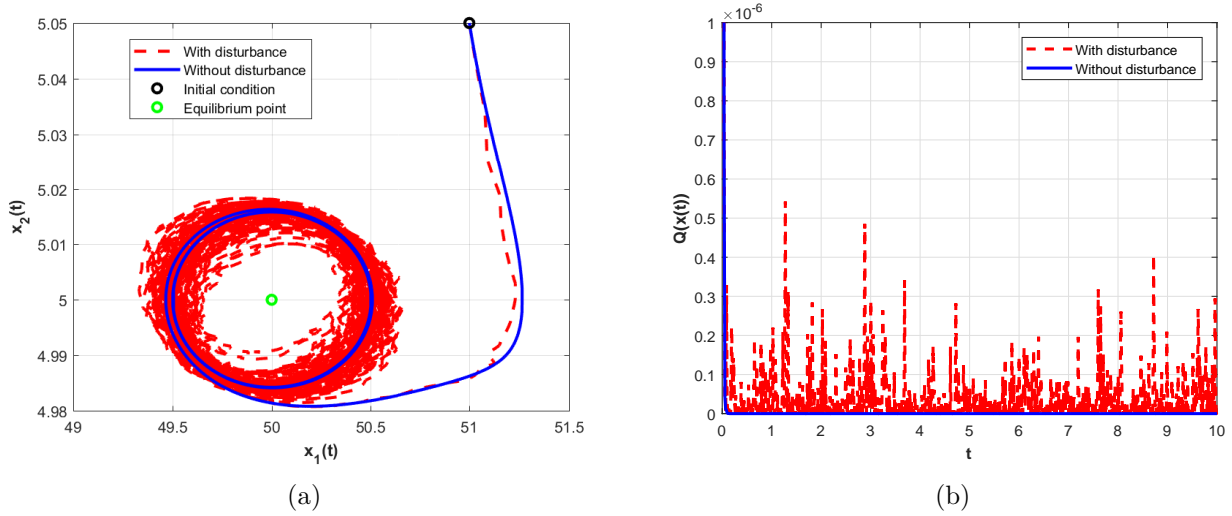 5.05
5.04
5.03
5.02
5.01
5
4.99
4.98
x2(t)
With disturbance
Without disturbance
Initial condition
Equilibrium point
49 49.5 50 50.5 51 51.5
x1(t)
(a)
×10^-6
1
0.9
0.8
0.7
0.6
0.5
0.4
0.3
0.2
0.1
0
Q(x(t))
With disturbance
Without disturbance
0 1 2 3 4 5 6 7 8 9 10
t
(b)